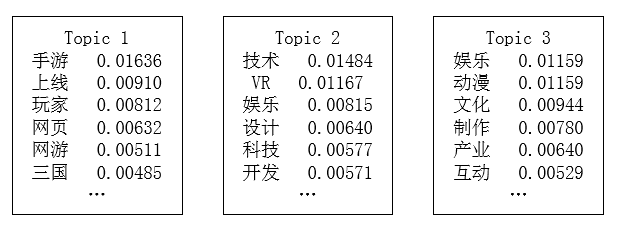 Topic 1
手游 0.01636
上线 0.00910
玩家 0.00812
网页 0.00632
网游 0.00511
三国 0.00485
…
Topic 2
技术 0.01484
VR 0.01167
娱乐 0.00815
设计 0.00640
科技 0.00577
开发 0.00571
…
Topic 3
娱乐 0.01159
动漫 0.01159
文化 0.00944
制作 0.00780
产业 0.00640
互动 0.00529
…